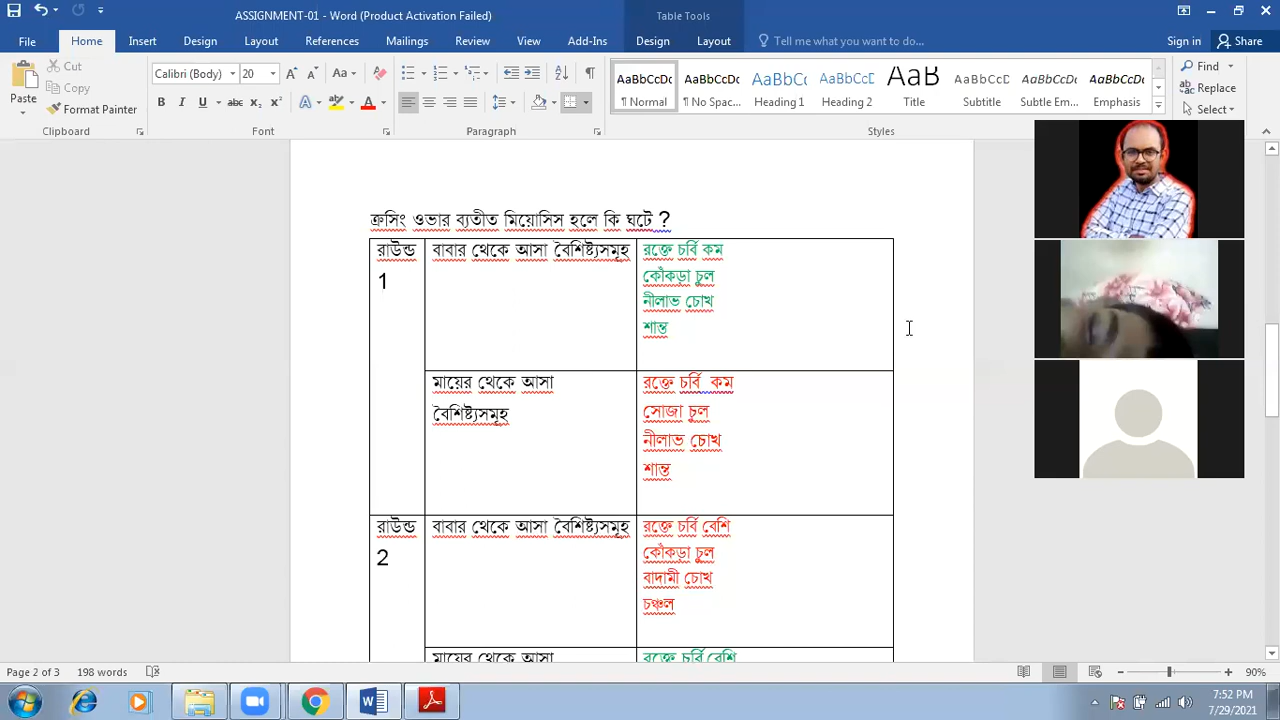 ASSIGNMENT-01 - Word (Product Activation Failed)
Table Tools
File Home Insert Design Layout References Mailings Review View Add-Ins Design Layout Tell me what you want to do... Sign in Share
Cut
Copy
Format Painter
Paste
Calibri (Body) 20
AaBbCcDc AaBbCcDc AaBbCc AaBbCcD AaB AaBbCcD AaBbCcDc AaBbCcDc
¶ Normal ¶ No Spac... Heading 1 Heading 2 Title Subtitle Subtle Em... Emphasis
Find
Replace
Select
Clipboard Font Paragraph Styles Editing
ক্রসিং ওভার ব্যতীত মিয়োসিস হলে কি ঘটে ?
রাউন্ড
1
বাবার থেকে আসা বৈশিষ্ট্যসমূহ
রক্তে চর্বি কম
কোঁকড়া চুল
নীলাভ চোখ
শান্ত
মায়ের থেকে আসা
বৈশিষ্ট্যসমূহ
রক্তে চর্বি কম
সোজা চুল
নীলাভ চোখ
শান্ত
রাউন্ড
2
বাবার থেকে আসা বৈশিষ্ট্যসমূহ
রক্তে চর্বি বেশি
কোঁকড়া চুল
বাদামী চোখ
চঞ্চল
মায়ের থেকে আসা
রক্তে চর্বি বেশি
Page 2 of 3 198 words
90%
7:52 PM
7/29/2021